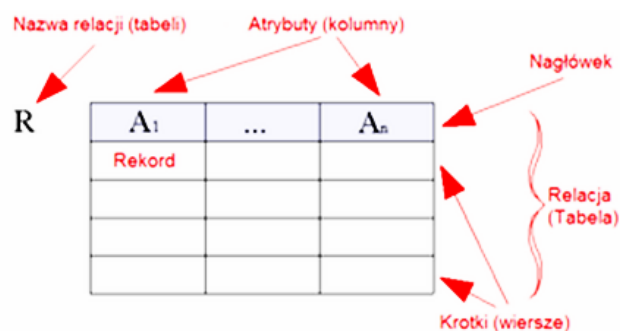 Nazwa relacji (tabeli)
Atrybuty (kolumny)
Nagłówek
R
A1 ... An
Rekord
Relacja
(Tabela)
Krotki (wiersze)